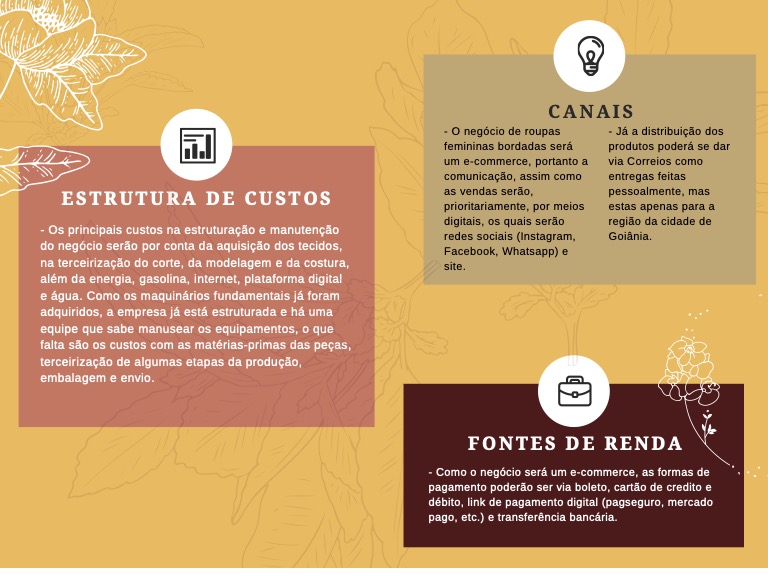 ESTRUTURA DE CUSTOS
- Os principais custos na estruturação e manutenção
do negócio serão por conta da aquisição dos tecidos,
na terceirização do corte, da modelagem e da costura,
além da energia, gasolina, internet, plataforma digital
e água. Como os maquinários fundamentais já foram
adquiridos, a empresa já está estruturada e há uma
equipe que sabe manusear os equipamentos, o que
falta são os custos com as matérias-primas das peças,
terceirização de algumas etapas da produção,
embalagem e envio.
CANAIS
- O negócio de roupas
femininas bordadas será
um e-commerce, portanto a
comunicação, assim como
as vendas serão,
prioritariamente, por meios
digitais, os quais serão
redes sociais (Instagram,
Facebook, Whatsapp) e
site.
- Já a distribuição dos
produtos poderá se dar
via Correios como
entregas feitas
pessoalmente, mas
estas apenas para a
região da cidade de
Goiânia.
FONTES DE RENDA
- Como o negócio será um e-commerce, as formas de
pagamento poderão ser via boleto, cartão de credito e
débito, link de pagamento digital (pagseguro, mercado
pago, etc.) e transferência bancária.